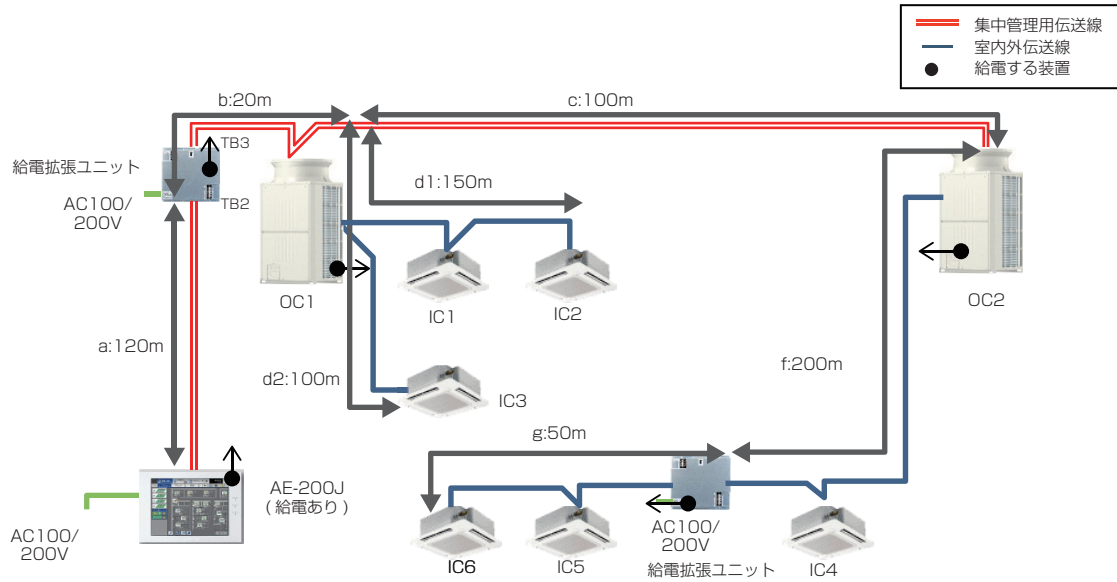 集中管理用伝送線
室内外伝送線
給電する装置
b:20m
c:100m
TB3
給電拡張ユニット
d1:150m
AC100/
200V
TB2
OC1
IC1
IC2
OC2
a:120m
d2:100m
IC3
f:200m
g:50m
AE-200J
(給電あり)
AC100/
200V
IC6
IC5
AC100/
200V
給電拡張ユニット
IC4